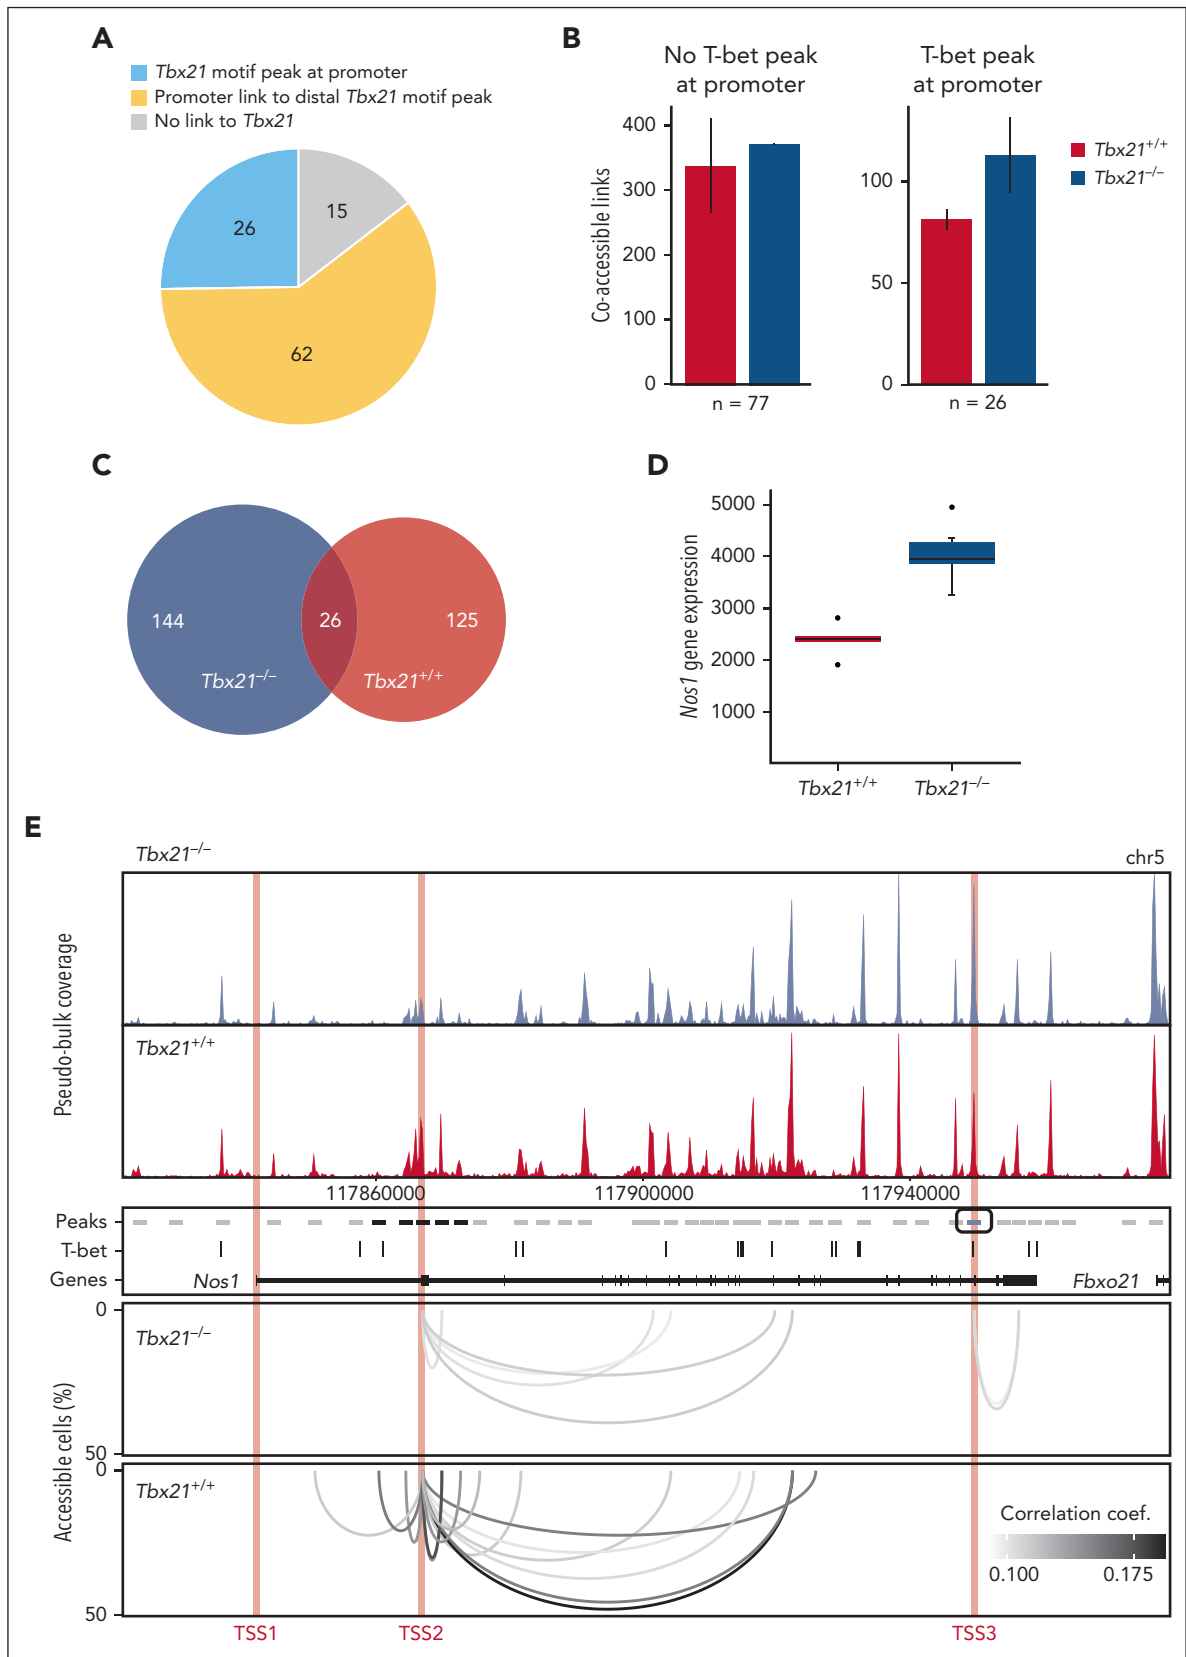 A
Tbx21 motif peak at promoter
Promoter link to distal Tbx21 motif peak
No link to Tbx21
26
15
62
B
No T-bet peak
at promoter
T-bet peak
at promoter
Co-accessible links
400
300
200
100
0
n = 77
100
50
0
n = 26
Tbx21+/+
Tbx21–/–
C
144
26
125
Tbx21–/–
Tbx21+/+
D
Nos1 gene expression
5000
4000
3000
2000
1000
Tbx21+/+
Tbx21–/–
E
Tbx21–/–
chr5
Pseudo-bulk coverage
Tbx21+/+
117860000
117900000
117940000
Peaks
T-bet
Genes
Nos1
Fbxo21
Accessible cells (%)
0
Tbx21–/–
50
0
Tbx21+/+
Correlation coef.
0.100
0.175
50
TSS1
TSS2
TSS3